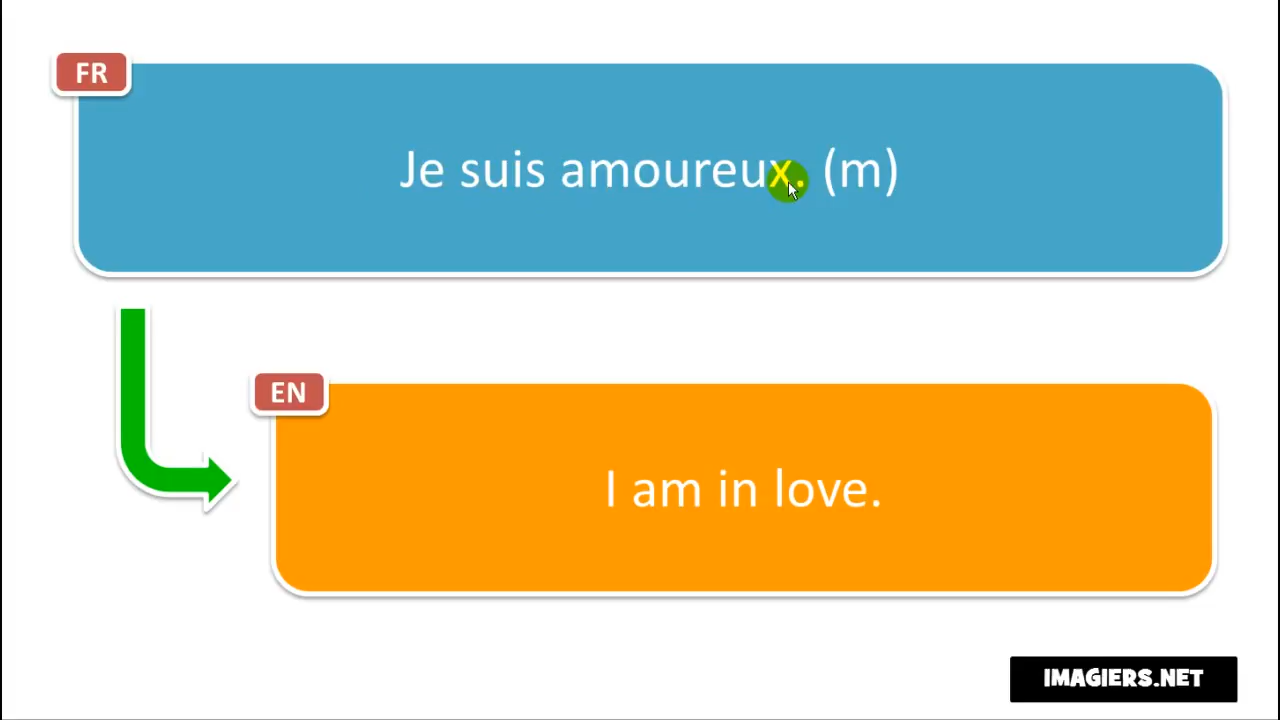 FR
Je suis amoureux. (m)
EN
I am in love.
IMAGIERS.NET